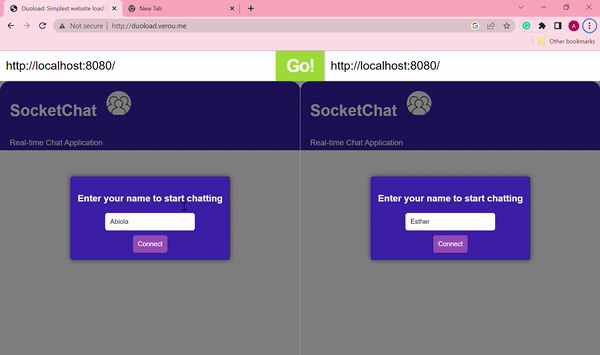 Duoload: Simplest website load
New Tab
Not secure | http://duoload.verou.me
A
Other bookmarks
http://localhost:8080/
Go!
http://localhost:8080/
SocketChat
Real-time Chat Application
Enter your name to start chatting
Abiola
Connect
SocketChat
Real-time Chat Application
Enter your name to start chatting
Esther
Connect